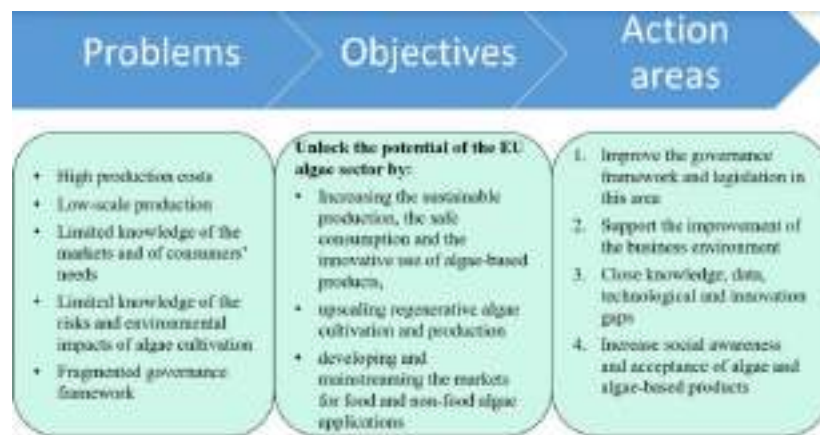 Problems
Objectives
Action
areas
• High production costs
• Low-scale production
• Limited knowledge of the
markets and of consumers'
needs
• Limited knowledge of the
risks and environmental
impacts of algae cultivation
• Fragmented governance
framework
Unlock the potential of the EU
algae sector by:
• Increasing the sustainable
production, the safe
consumption and the
innovative use of algae-based
products,
• upscaling regenerative algae
cultivation and production
• developing and
mainstreaming the markets
for food and non-food algae
applications
1. Improve the governance
framework and legislation in
this area
2. Support the improvement of
the business environment
3. Close knowledge, data,
technological and innovation
gaps
4. Increase social awareness
and acceptance of algae and
algae-based products